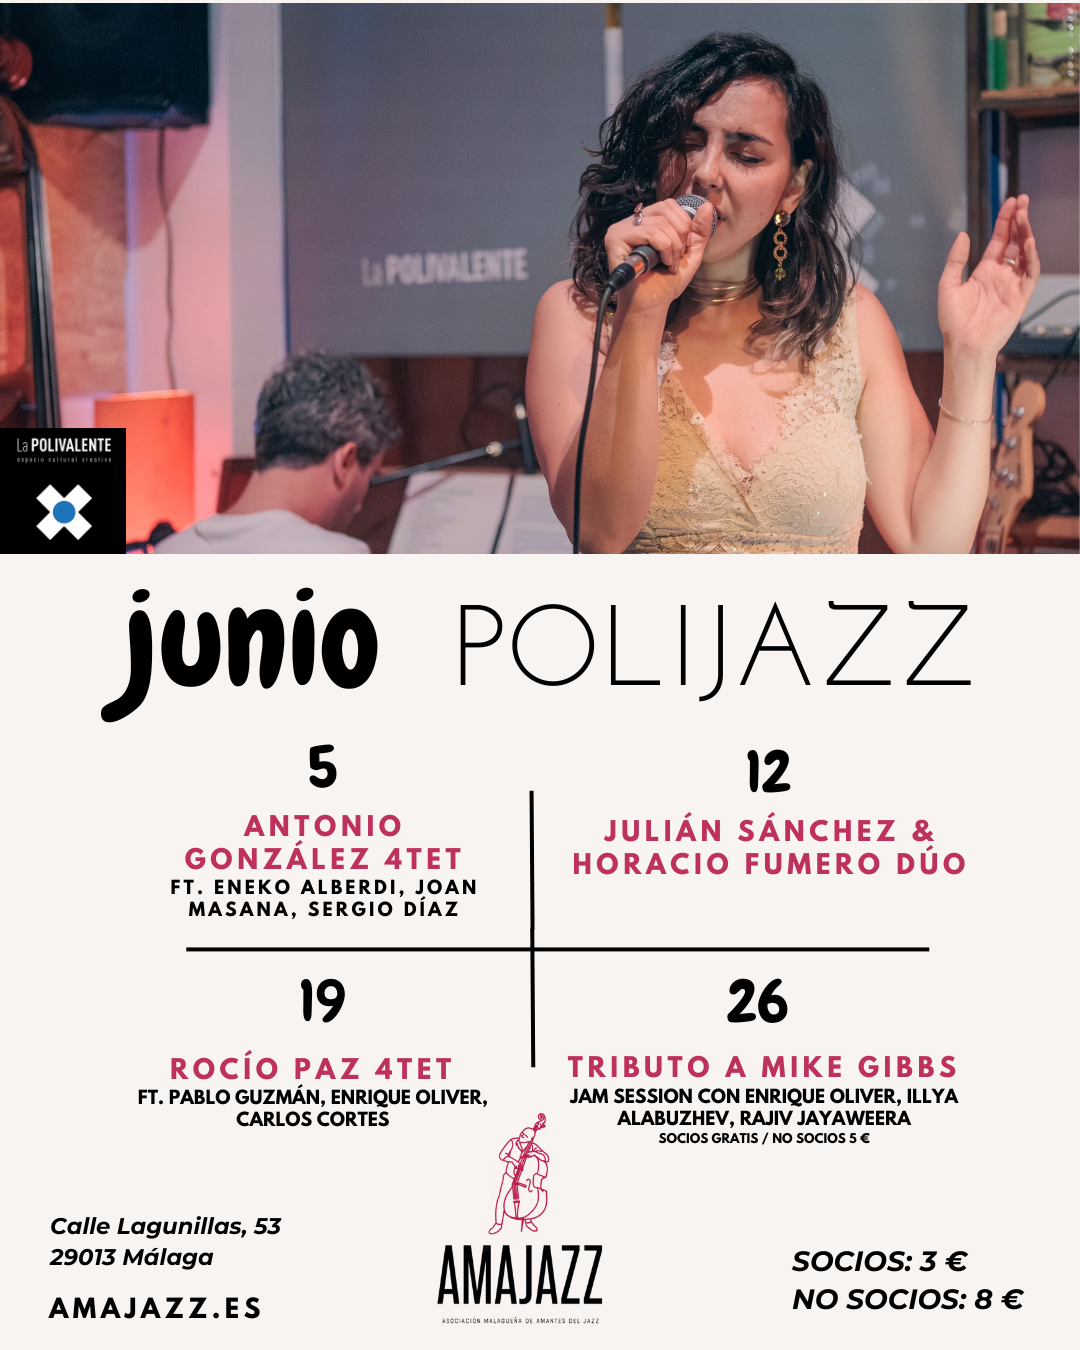 La POLIVALENTE
La POLIVALENTE
espacio cultural creativo
junio POLIJAZZ
5
ANTONIO
GONZÁLEZ 4TET
FT. ENEKO ALBERDI, JOAN
MASANA, SERGIO DÍAZ
12
JULIÁN SÁNCHEZ &
HORACIO FUMERO DÚO
19
ROCÍO PAZ 4TET
FT. PABLO GUZMÁN, ENRIQUE OLIVER,
CARLOS CORTES
26
TRIBUTO A MIKE GIBBS
JAM SESSION CON ENRIQUE OLIVER, ILLYA
ALABUZHEV, RAJIV JAYAWEERA
SOCIOS GRATIS / NO SOCIOS 5 €
Calle Lagunillas, 53
29013 Málaga
AMAJAZZ.ES
AMAJAZZ
ASOCIACIÓN MALAGUEÑA DE AMANTES DEL JAZZ
SOCIOS: 3 €
NO SOCIOS: 8 €